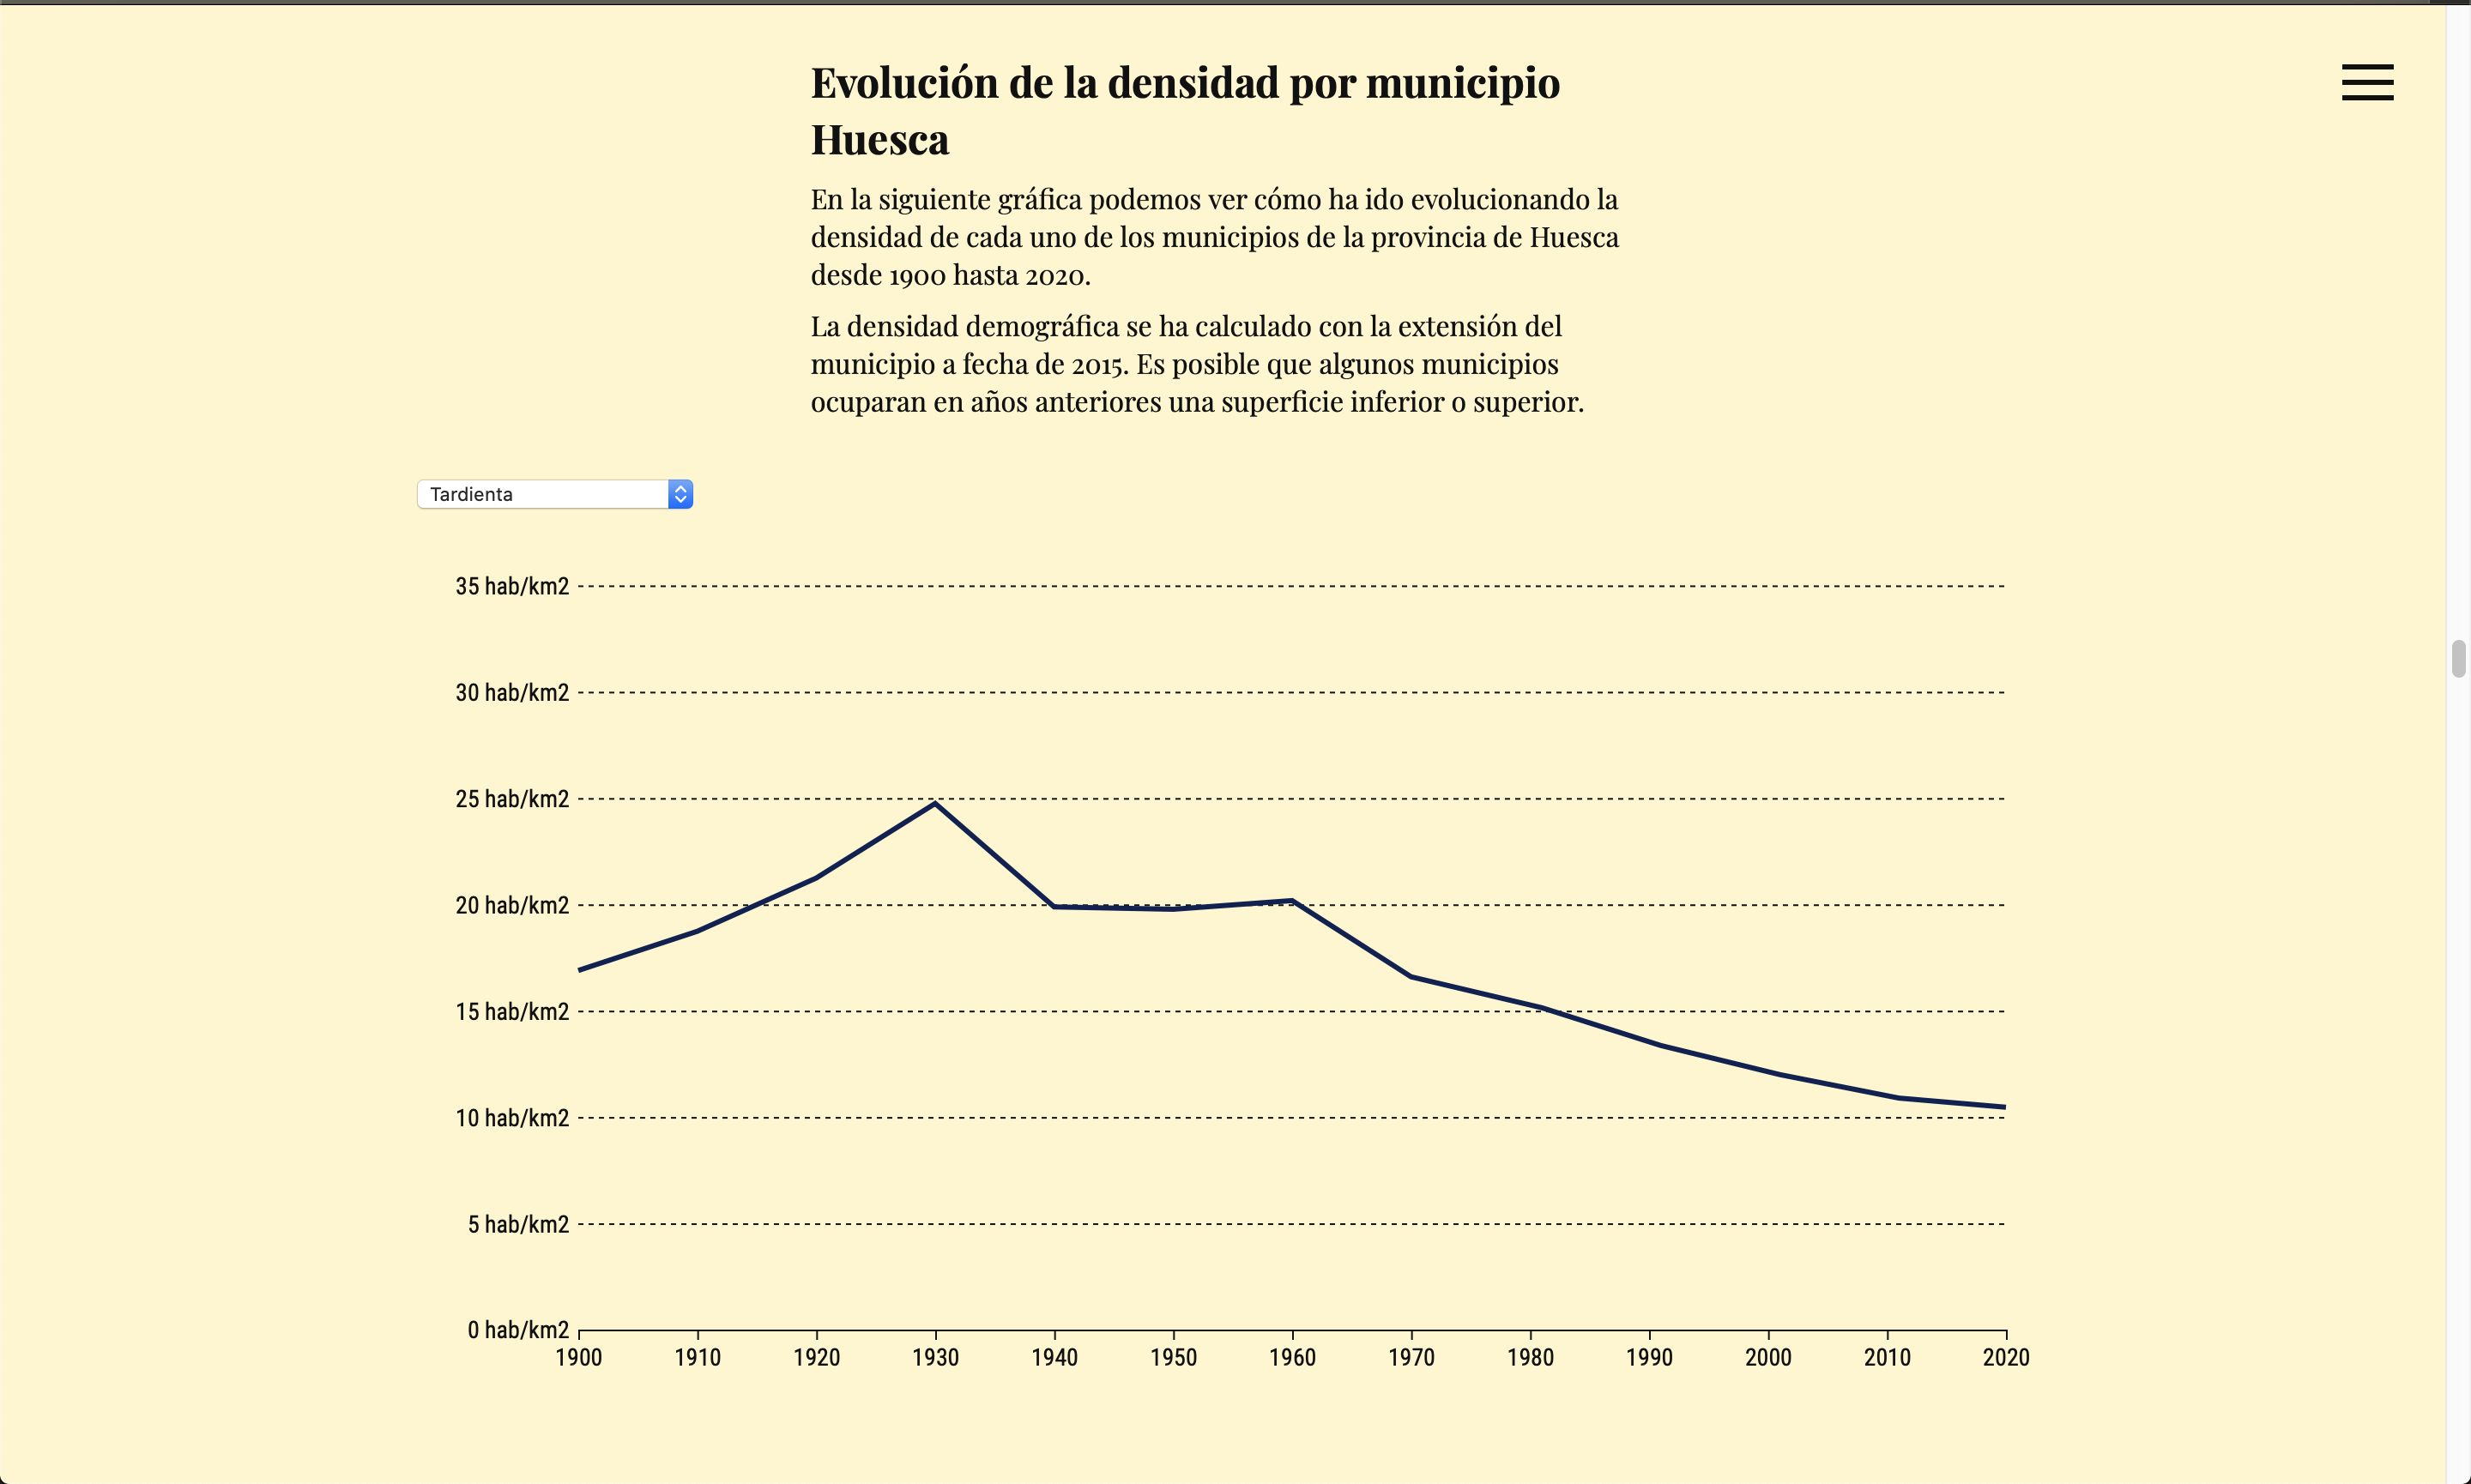 Evolución de la densidad por municipio
Huesca
En la siguiente gráfica podemos ver cómo ha ido evolucionando la
densidad de cada uno de los municipios de la provincia de Huesca
desde 1900 hasta 2020.
La densidad demográfica se ha calculado con la extensión del
municipio a fecha de 2015. Es posible que algunos municipios
ocuparan en años anteriores una superficie inferior o superior.
Tardienta
35 hab/km2
30 hab/km2
25 hab/km2
20 hab/km2
15 hab/km2
10 hab/km2
5 hab/km2
0 hab/km2
1900 1910 1920 1930 1940 1950 1960 1970 1980 1990 2000 2010 2020